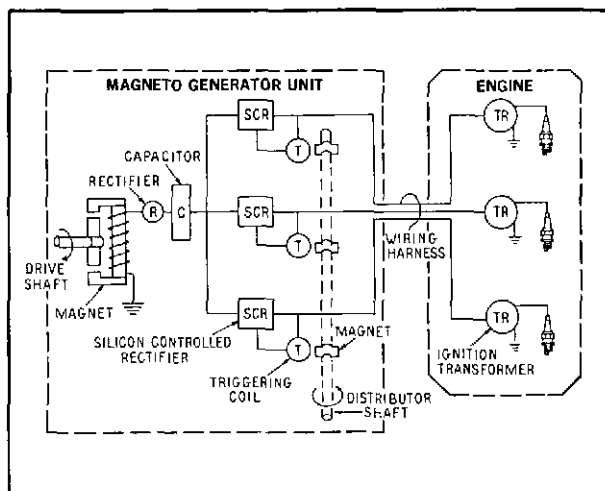 MAGNETO GENERATOR UNIT
ENGINE
SCR
TR
CAPACITOR
T
RECTIFIER
R
C
SCR
TR
T
WIRING
HARNESS
DRIVE
SHAFT
MAGNET
SCR
TR
SILICON CONTROLLED
RECTIFIER
T
MAGNET
IGNITION
TRANSFORMER
TRIGGERING
COIL
DISTRIBUTOR
SHAFT